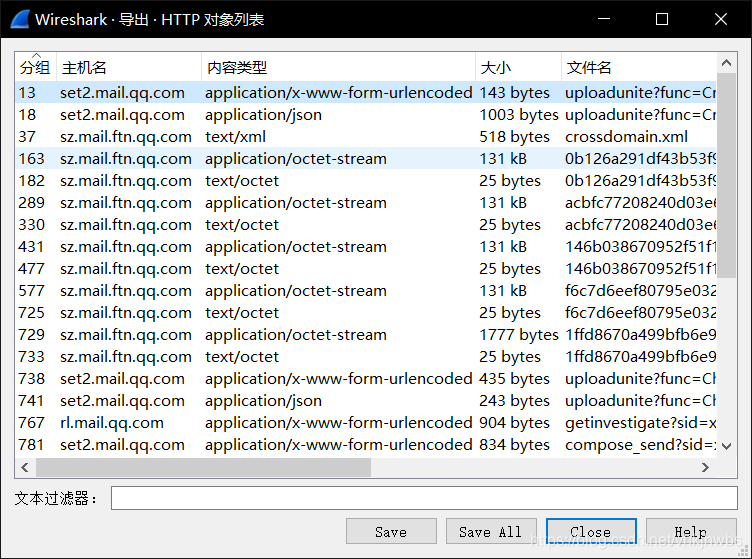 Wireshark · 导出 · HTTP 对象列表
分组 主机名 内容类型 大小 文件名
13 set2.mail.qq.com application/x-www-form-urlencoded 143 bytes uploadunite?func=Cr
18 set2.mail.qq.com application/json 1003 bytes uploadunite?func=Cr
37 sz.mail.ftn.qq.com text/xml 518 bytes crossdomain.xml
163 sz.mail.ftn.qq.com application/octet-stream 131 kB 0b126a291df43b53f9
182 sz.mail.ftn.qq.com text/octet 25 bytes 0b126a291df43b53f9
289 sz.mail.ftn.qq.com application/octet-stream 131 kB acbfc77208240d03e6
330 sz.mail.ftn.qq.com text/octet 25 bytes acbfc77208240d03e6
431 sz.mail.ftn.qq.com application/octet-stream 131 kB 146b038670952f51f1
477 sz.mail.ftn.qq.com text/octet 25 bytes 146b038670952f51f1
577 sz.mail.ftn.qq.com application/octet-stream 131 kB f6c7d6eef80795e032
725 sz.mail.ftn.qq.com text/octet 25 bytes f6c7d6eef80795e032
729 sz.mail.ftn.qq.com application/octet-stream 1777 bytes 1ffd8670a499bfb6e9
733 sz.mail.ftn.qq.com text/octet 25 bytes 1ffd8670a499bfb6e9
738 set2.mail.qq.com application/x-www-form-urlencoded 435 bytes uploadunite?func=Ch
741 set2.mail.qq.com application/json 243 bytes uploadunite?func=Ch
767 rl.mail.qq.com application/x-www-form-urlencoded 904 bytes getinvestigate?sid=x
781 set2.mail.qq.com application/x-www-form-urlencoded 834 bytes compose_send?sid=x
文本过滤器：
Save Save All Close Help